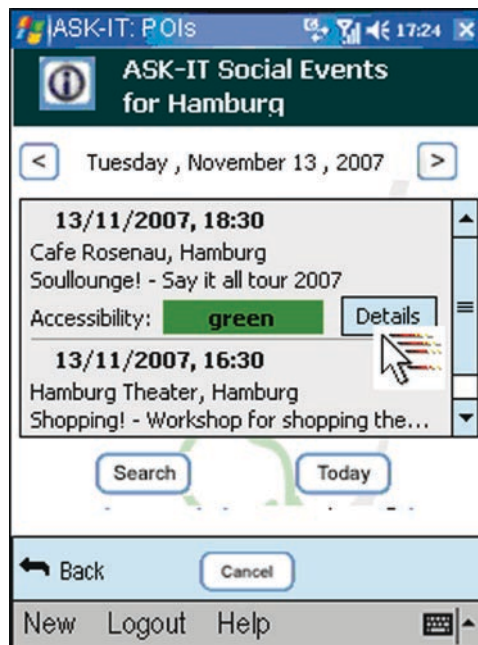 ASK-IT: POIs 17:24
ASK-IT Social Events
for Hamburg
< Tuesday , November 13 , 2007 >
13/11/2007, 18:30
Cafe Rosenau, Hamburg
Soullounge! - Say it all tour 2007
Accessibility: green Details
13/11/2007, 16:30
Hamburg Theater, Hamburg
Shopping! - Workshop for shopping the...
Search Today
Back Cancel
New Logout Help